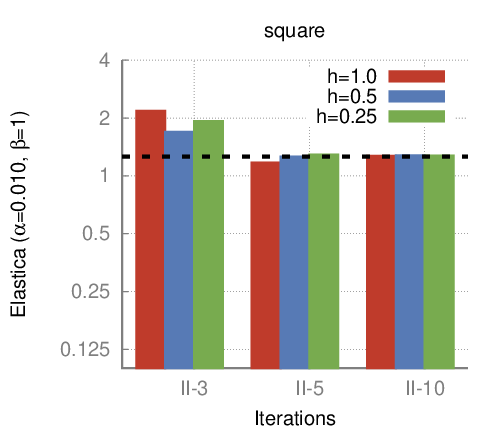 square
Elastica (α=0.010, β=1)
4
2
1
0.5
0.25
0.125
h=1.0
h=0.5
h=0.25
II-3
II-5
II-10
Iterations